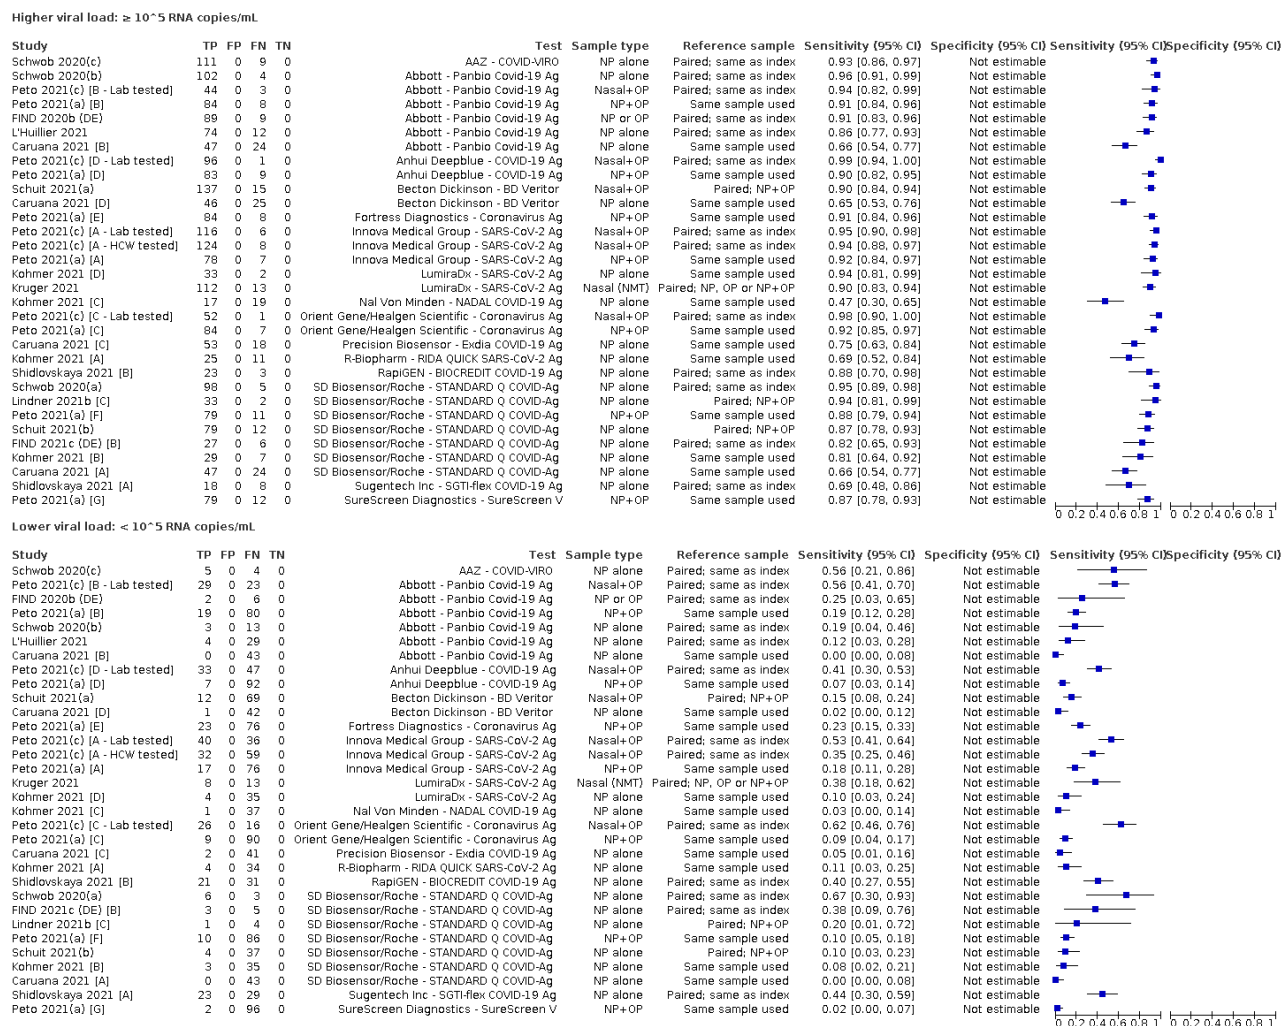 Higher viral load: ≥ 10^5 RNA copies/mL
Study TP FP FN TN Test Sample type Reference sample Sensitivity (95% CI) Specificity (95% CI) Sensitivity (95% CI) Specificity (95% CI)
Schwob 2020(c) 111 0 9 0 AAZ - COVID-VIRO NP alone Paired; same as index 0.93 [0.86, 0.97] Not estimable
Schwob 2020(b) 102 0 4 0 Abbott - Panbio Covid-19 Ag NP alone Paired; same as index 0.96 [0.91, 0.99] Not estimable
Peto 2021(c) [B - Lab tested] 44 0 3 0 Abbott - Panbio Covid-19 Ag Nasal+OP Paired; same as index 0.94 [0.82, 0.99] Not estimable
Peto 2021(a) [B] 84 0 8 0 Abbott - Panbio Covid-19 Ag NP+OP Same sample used 0.91 [0.84, 0.96] Not estimable
FIND 2020b (DE) 89 0 9 0 Abbott - Panbio Covid-19 Ag NP or OP Paired; same as index 0.91 [0.83, 0.96] Not estimable
L'Huillier 2021 74 0 12 0 Abbott - Panbio Covid-19 Ag NP alone Paired; same as index 0.86 [0.77, 0.93] Not estimable
Caruana 2021 [B] 47 0 24 0 Abbott - Panbio Covid-19 Ag NP alone Same sample used 0.66 [0.54, 0.77] Not estimable
Peto 2021(c) [D - Lab tested] 96 0 1 0 Anhui Deepblue - COVID-19 Ag Nasal+OP Paired; same as index 0.99 [0.94, 1.00] Not estimable
Peto 2021(a) [D] 83 0 9 0 Anhui Deepblue - COVID-19 Ag NP+OP Same sample used 0.90 [0.82, 0.95] Not estimable
Schuit 2021(a) 137 0 15 0 Becton Dickinson - BD Veritor Nasal+OP Paired; NP+OP 0.90 [0.84, 0.94] Not estimable
Caruana 2021 [D] 46 0 25 0 Becton Dickinson - BD Veritor NP alone Same sample used 0.65 [0.53, 0.76] Not estimable
Peto 2021(a) [E] 84 0 8 0 Fortress Diagnostics - Coronavirus Ag NP+OP Same sample used 0.91 [0.84, 0.96] Not estimable
Peto 2021(c) [A - Lab tested] 116 0 6 0 Innova Medical Group - SARS-CoV-2 Ag Nasal+OP Paired; same as index 0.95 [0.90, 0.98] Not estimable
Peto 2021(c) [A - HCW tested] 124 0 8 0 Innova Medical Group - SARS-CoV-2 Ag Nasal+OP Paired; same as index 0.94 [0.88, 0.97] Not estimable
Peto 2021(a) [A] 78 0 7 0 Innova Medical Group - SARS-CoV-2 Ag NP+OP Same sample used 0.92 [0.84, 0.97] Not estimable
Kohmer 2021 [D] 33 0 2 0 LumiraDx - SARS-CoV-2 Ag NP alone Same sample used 0.94 [0.81, 0.99] Not estimable
Kruger 2021 112 0 13 0 LumiraDx - SARS-CoV-2 Ag Nasal (NMT) Paired; NP, OP or NP+OP 0.90 [0.83, 0.94] Not estimable
Kohmer 2021 [C] 17 0 19 0 Nal Von Minden - NADAL COVID-19 Ag NP alone Same sample used 0.47 [0.30, 0.65] Not estimable
Peto 2021(c) [C - Lab tested] 52 0 1 0 Orient Gene/Healgen Scientific - Coronavirus Ag Nasal+OP Paired; same as index 0.98 [0.90, 1.00] Not estimable
Peto 2021(a) [C] 84 0 7 0 Orient Gene/Healgen Scientific - Coronavirus Ag NP+OP Same sample used 0.92 [0.85, 0.97] Not estimable
Caruana 2021 [C] 53 0 18 0 Precision Biosensor - Exdia COVID-19 Ag NP alone Same sample used 0.75 [0.63, 0.84] Not estimable
Kohmer 2021 [A] 25 0 11 0 R-Biopharm - RIDA QUICK SARS-CoV-2 Ag NP alone Same sample used 0.69 [0.52, 0.84] Not estimable
Shidlovskaya 2021 [B] 23 0 3 0 RapiGEN - BIOCREDIT COVID-19 Ag NP alone Paired; same as index 0.88 [0.70, 0.98] Not estimable
Schwob 2020(a) 98 0 5 0 SD Biosensor/Roche - STANDARD Q COVID-Ag NP alone Paired; same as index 0.95 [0.89, 0.98] Not estimable
Lindner 2021b [C] 33 0 2 0 SD Biosensor/Roche - STANDARD Q COVID-Ag NP alone Paired; NP+OP 0.94 [0.81, 0.99] Not estimable
Peto 2021(a) [F] 79 0 11 0 SD Biosensor/Roche - STANDARD Q COVID-Ag NP+OP Same sample used 0.88 [0.79, 0.94] Not estimable
Schuit 2021(b) 79 0 12 0 SD Biosensor/Roche - STANDARD Q COVID-Ag NP alone Paired; NP+OP 0.87 [0.78, 0.93] Not estimable
FIND 2021c (DE) [B] 27 0 6 0 SD Biosensor/Roche - STANDARD Q COVID-Ag NP alone Paired; same as index 0.82 [0.65, 0.93] Not estimable
Kohmer 2021 [B] 29 0 7 0 SD Biosensor/Roche - STANDARD Q COVID-Ag NP alone Same sample used 0.81 [0.64, 0.92] Not estimable
Caruana 2021 [A] 47 0 24 0 SD Biosensor/Roche - STANDARD Q COVID-Ag NP alone Same sample used 0.66 [0.54, 0.77] Not estimable
Shidlovskaya 2021 [A] 18 0 8 0 Sugentech Inc - SGTI-flex COVID-19 Ag NP alone Paired; same as index 0.69 [0.48, 0.86] Not estimable
Peto 2021(a) [G] 79 0 12 0 SureScreen Diagnostics - SureScreen V NP+OP Same sample used 0.87 [0.78, 0.93] Not estimable
0 0.2 0.4 0.6 0.8 1 0 0.2 0.4 0.6 0.8 1
Lower viral load: < 10^5 RNA copies/mL
Study TP FP FN TN Test Sample type Reference sample Sensitivity (95% CI) Specificity (95% CI) Sensitivity (95% CI) Specificity (95% CI)
Schwob 2020(c) 5 0 4 0 AAZ - COVID-VIRO NP alone Paired; same as index 0.56 [0.21, 0.86] Not estimable
Peto 2021(c) [B - Lab tested] 29 0 23 0 Abbott - Panbio Covid-19 Ag Nasal+OP Paired; same as index 0.56 [0.41, 0.70] Not estimable
FIND 2020b (DE) 2 0 6 0 Abbott - Panbio Covid-19 Ag NP or OP Paired; same as index 0.25 [0.03, 0.65] Not estimable
Peto 2021(a) [B] 19 0 80 0 Abbott - Panbio Covid-19 Ag NP+OP Same sample used 0.19 [0.12, 0.28] Not estimable
Schwob 2020(b) 3 0 13 0 Abbott - Panbio Covid-19 Ag NP alone Paired; same as index 0.19 [0.04, 0.46] Not estimable
L'Huillier 2021 4 0 29 0 Abbott - Panbio Covid-19 Ag NP alone Paired; same as index 0.12 [0.03, 0.28] Not estimable
Caruana 2021 [B] 0 0 43 0 Abbott - Panbio Covid-19 Ag NP alone Same sample used 0.00 [0.00, 0.08] Not estimable
Peto 2021(c) [D - Lab tested] 33 0 47 0 Anhui Deepblue - COVID-19 Ag Nasal+OP Paired; same as index 0.41 [0.30, 0.53] Not estimable
Peto 2021(a) [D] 7 0 92 0 Anhui Deepblue - COVID-19 Ag NP+OP Same sample used 0.07 [0.03, 0.14] Not estimable
Schuit 2021(a) 12 0 69 0 Becton Dickinson - BD Veritor Nasal+OP Paired; NP+OP 0.15 [0.08, 0.24] Not estimable
Caruana 2021 [D] 1 0 42 0 Becton Dickinson - BD Veritor NP alone Same sample used 0.02 [0.00, 0.12] Not estimable
Peto 2021(a) [E] 23 0 76 0 Fortress Diagnostics - Coronavirus Ag NP+OP Same sample used 0.23 [0.15, 0.33] Not estimable
Peto 2021(c) [A - Lab tested] 40 0 36 0 Innova Medical Group - SARS-CoV-2 Ag Nasal+OP Paired; same as index 0.53 [0.41, 0.64] Not estimable
Peto 2021(c) [A - HCW tested] 32 0 59 0 Innova Medical Group - SARS-CoV-2 Ag Nasal+OP Paired; same as index 0.35 [0.25, 0.46] Not estimable
Peto 2021(a) [A] 17 0 76 0 Innova Medical Group - SARS-CoV-2 Ag NP+OP Same sample used 0.18 [0.11, 0.28] Not estimable
Kruger 2021 8 0 13 0 LumiraDx - SARS-CoV-2 Ag Nasal (NMT) Paired; NP, OP or NP+OP 0.38 [0.18, 0.62] Not estimable
Kohmer 2021 [D] 4 0 35 0 LumiraDx - SARS-CoV-2 Ag NP alone Same sample used 0.10 [0.03, 0.24] Not estimable
Kohmer 2021 [C] 1 0 37 0 Nal Von Minden - NADAL COVID-19 Ag NP alone Same sample used 0.03 [0.00, 0.14] Not estimable
Peto 2021(c) [C - Lab tested] 26 0 16 0 Orient Gene/Healgen Scientific - Coronavirus Ag Nasal+OP Paired; same as index 0.62 [0.46, 0.76] Not estimable
Peto 2021(a) [C] 9 0 90 0 Orient Gene/Healgen Scientific - Coronavirus Ag NP+OP Same sample used 0.09 [0.04, 0.17] Not estimable
Caruana 2021 [C] 2 0 41 0 Precision Biosensor - Exdia COVID-19 Ag NP alone Same sample used 0.05 [0.01, 0.16] Not estimable
Kohmer 2021 [A] 4 0 34 0 R-Biopharm - RIDA QUICK SARS-CoV-2 Ag NP alone Same sample used 0.11 [0.03, 0.25] Not estimable
Shidlovskaya 2021 [B] 21 0 31 0 RapiGEN - BIOCREDIT COVID-19 Ag NP alone Paired; same as index 0.40 [0.27, 0.55] Not estimable
Schwob 2020(a) 6 0 3 0 SD Biosensor/Roche - STANDARD Q COVID-Ag NP alone Paired; same as index 0.67 [0.30, 0.93] Not estimable
FIND 2021c (DE) [B] 3 0 5 0 SD Biosensor/Roche - STANDARD Q COVID-Ag NP alone Paired; same as index 0.38 [0.09, 0.76] Not estimable
Lindner 2021b [C] 1 0 4 0 SD Biosensor/Roche - STANDARD Q COVID-Ag NP alone Paired; NP+OP 0.20 [0.01, 0.72] Not estimable
Peto 2021(a) [F] 10 0 86 0 SD Biosensor/Roche - STANDARD Q COVID-Ag NP+OP Same sample used 0.10 [0.05, 0.18] Not estimable
Schuit 2021(b) 4 0 37 0 SD Biosensor/Roche - STANDARD Q COVID-Ag NP alone Paired; NP+OP 0.10 [0.03, 0.23] Not estimable
Kohmer 2021 [B] 3 0 35 0 SD Biosensor/Roche - STANDARD Q COVID-Ag NP alone Same sample used 0.08 [0.02, 0.21] Not estimable
Caruana 2021 [A] 0 0 43 0 SD Biosensor/Roche - STANDARD Q COVID-Ag NP alone Same sample used 0.00 [0.00, 0.08] Not estimable
Shidlovskaya 2021 [A] 23 0 29 0 Sugentech Inc - SGTI-flex COVID-19 Ag NP alone Paired; same as index 0.44 [0.30, 0.59] Not estimable
Peto 2021(a) [G] 2 0 96 0 SureScreen Diagnostics - SureScreen V NP+OP Same sample used 0.02 [0.00, 0.07] Not estimable
0 0.2 0.4 0.6 0.8 1 0 0.2 0.4 0.6 0.8 1